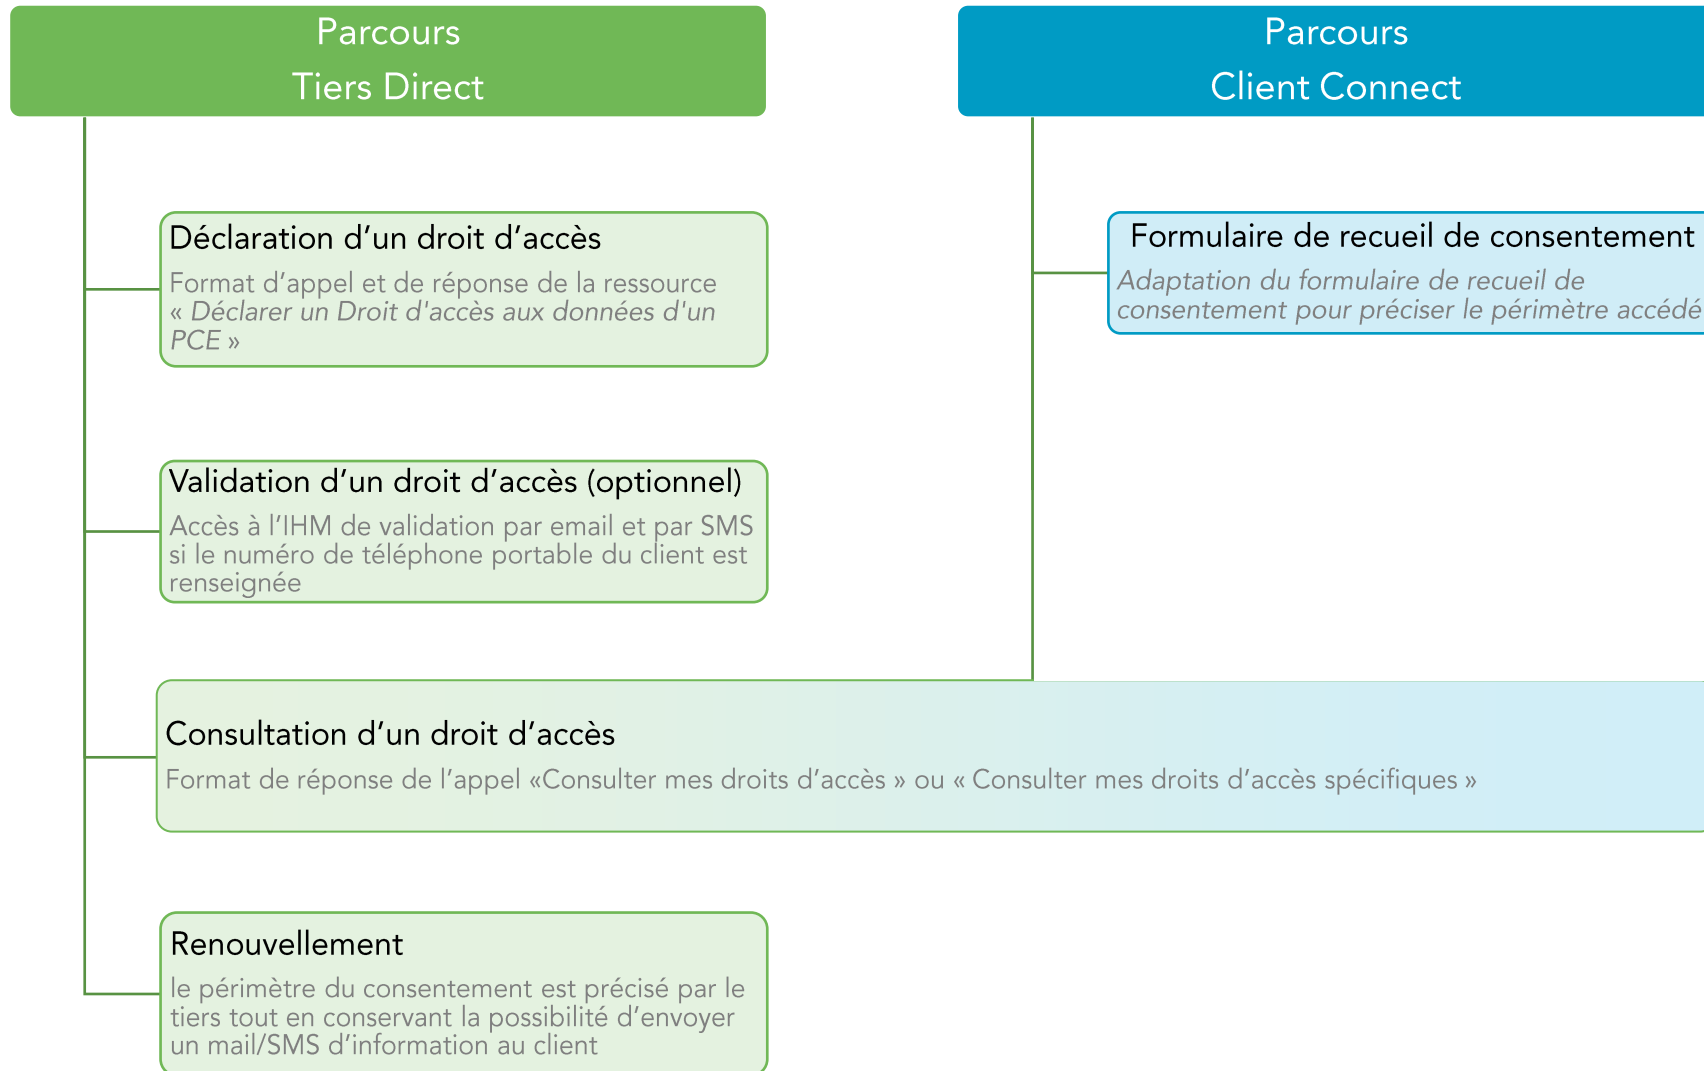 Parcours
Tiers Direct
Parcours
Client Connect
Déclaration d’un droit d’accès
Format d’appel et de réponse de la ressource
« Déclarer un Droit d'accès aux données d'un
PCE »
Formulaire de recueil de consentement
Adaptation du formulaire de recueil de
consentement pour préciser le périmètre accédé
Validation d’un droit d’accès (optionnel)
Accès à l’IHM de validation par email et par SMS
si le numéro de téléphone portable du client est
renseignée
Consultation d’un droit d’accès
Format de réponse de l’appel «Consulter mes droits d’accès » ou « Consulter mes droits d’accès spécifiques »
Renouvellement
le périmètre du consentement est précisé par le
tiers tout en conservant la possibilité d’envoyer
un mail/SMS d’information au client